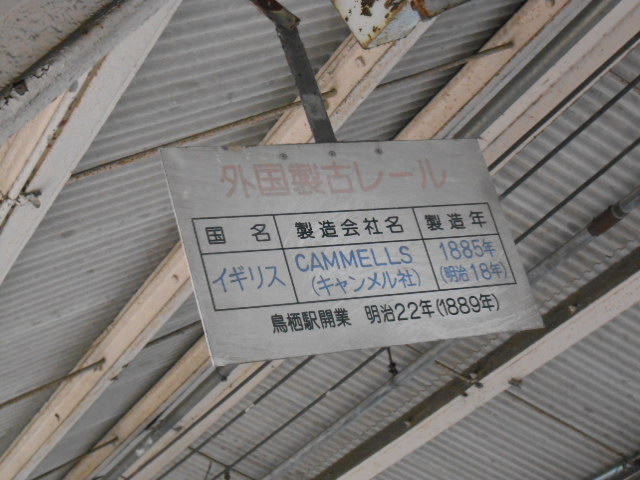 外国製古レール
国名 製造会社名 製造年
イギリス CAMMELLS (キャンメル社) 1885年 (明治18年)
鳥栖駅開業 明治22年(1889年)